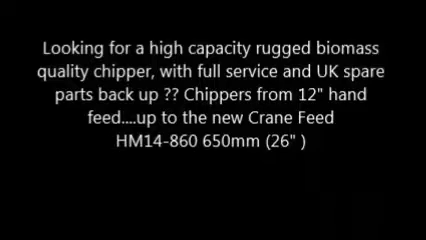 Looking for a high capacity rugged biomass
quality chipper, with full service and UK spare
parts back up ?? Chippers from 12" hand
feed....up to the new Crane Feed
HM14-860 650mm (26" )